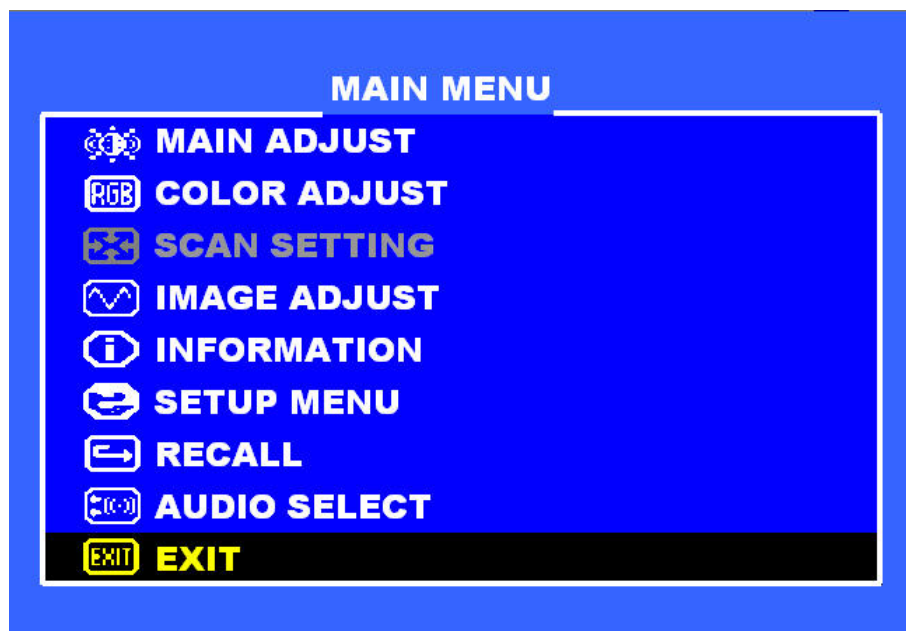 MAIN MENU
MAIN ADJUST
RGB COLOR ADJUST
SCAN SETTING
IMAGE ADJUST
i INFORMATION
SETUP MENU
RECALL
AUDIO SELECT
EXIT EXIT